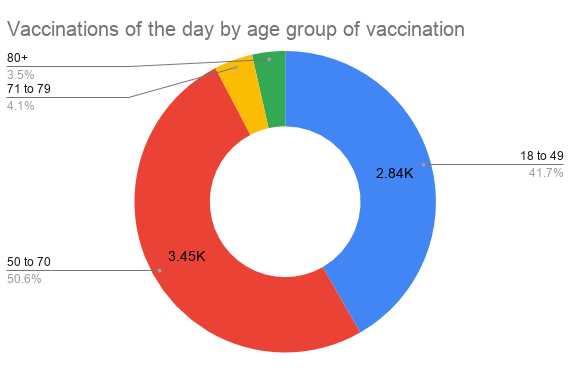 Vaccinations of the day by age group of vaccination
80+
3.5%
71 to 79
4.1%
18 to 49
41.7%
2.84K
3.45K
50 to 70
50.6%